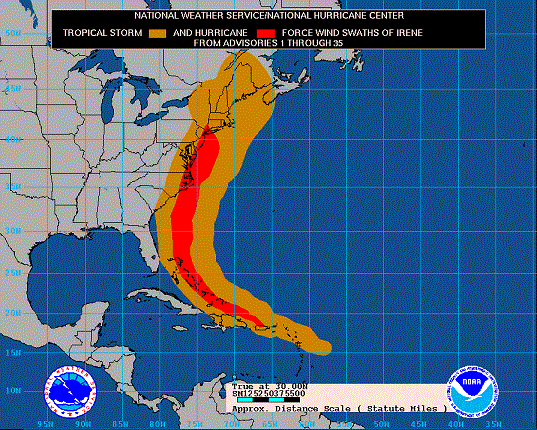 NATIONAL WEATHER SERVICE/NATIONAL HURRICANE CENTER
TROPICAL STORM AND HURRICANE FORCE WIND SWATHS OF IRENE
FROM ADVISORIES 1 THROUGH 35
50N
45N
40N
35N
30N
25N
20N
15N
10N
True at 30.00N
SM125250375500
Approx. Distance Scale ( Statute Miles )
NOAA
95W 90W 85W 80W 75W 70W 65W 60W 55W 50W 45W 40W 35W